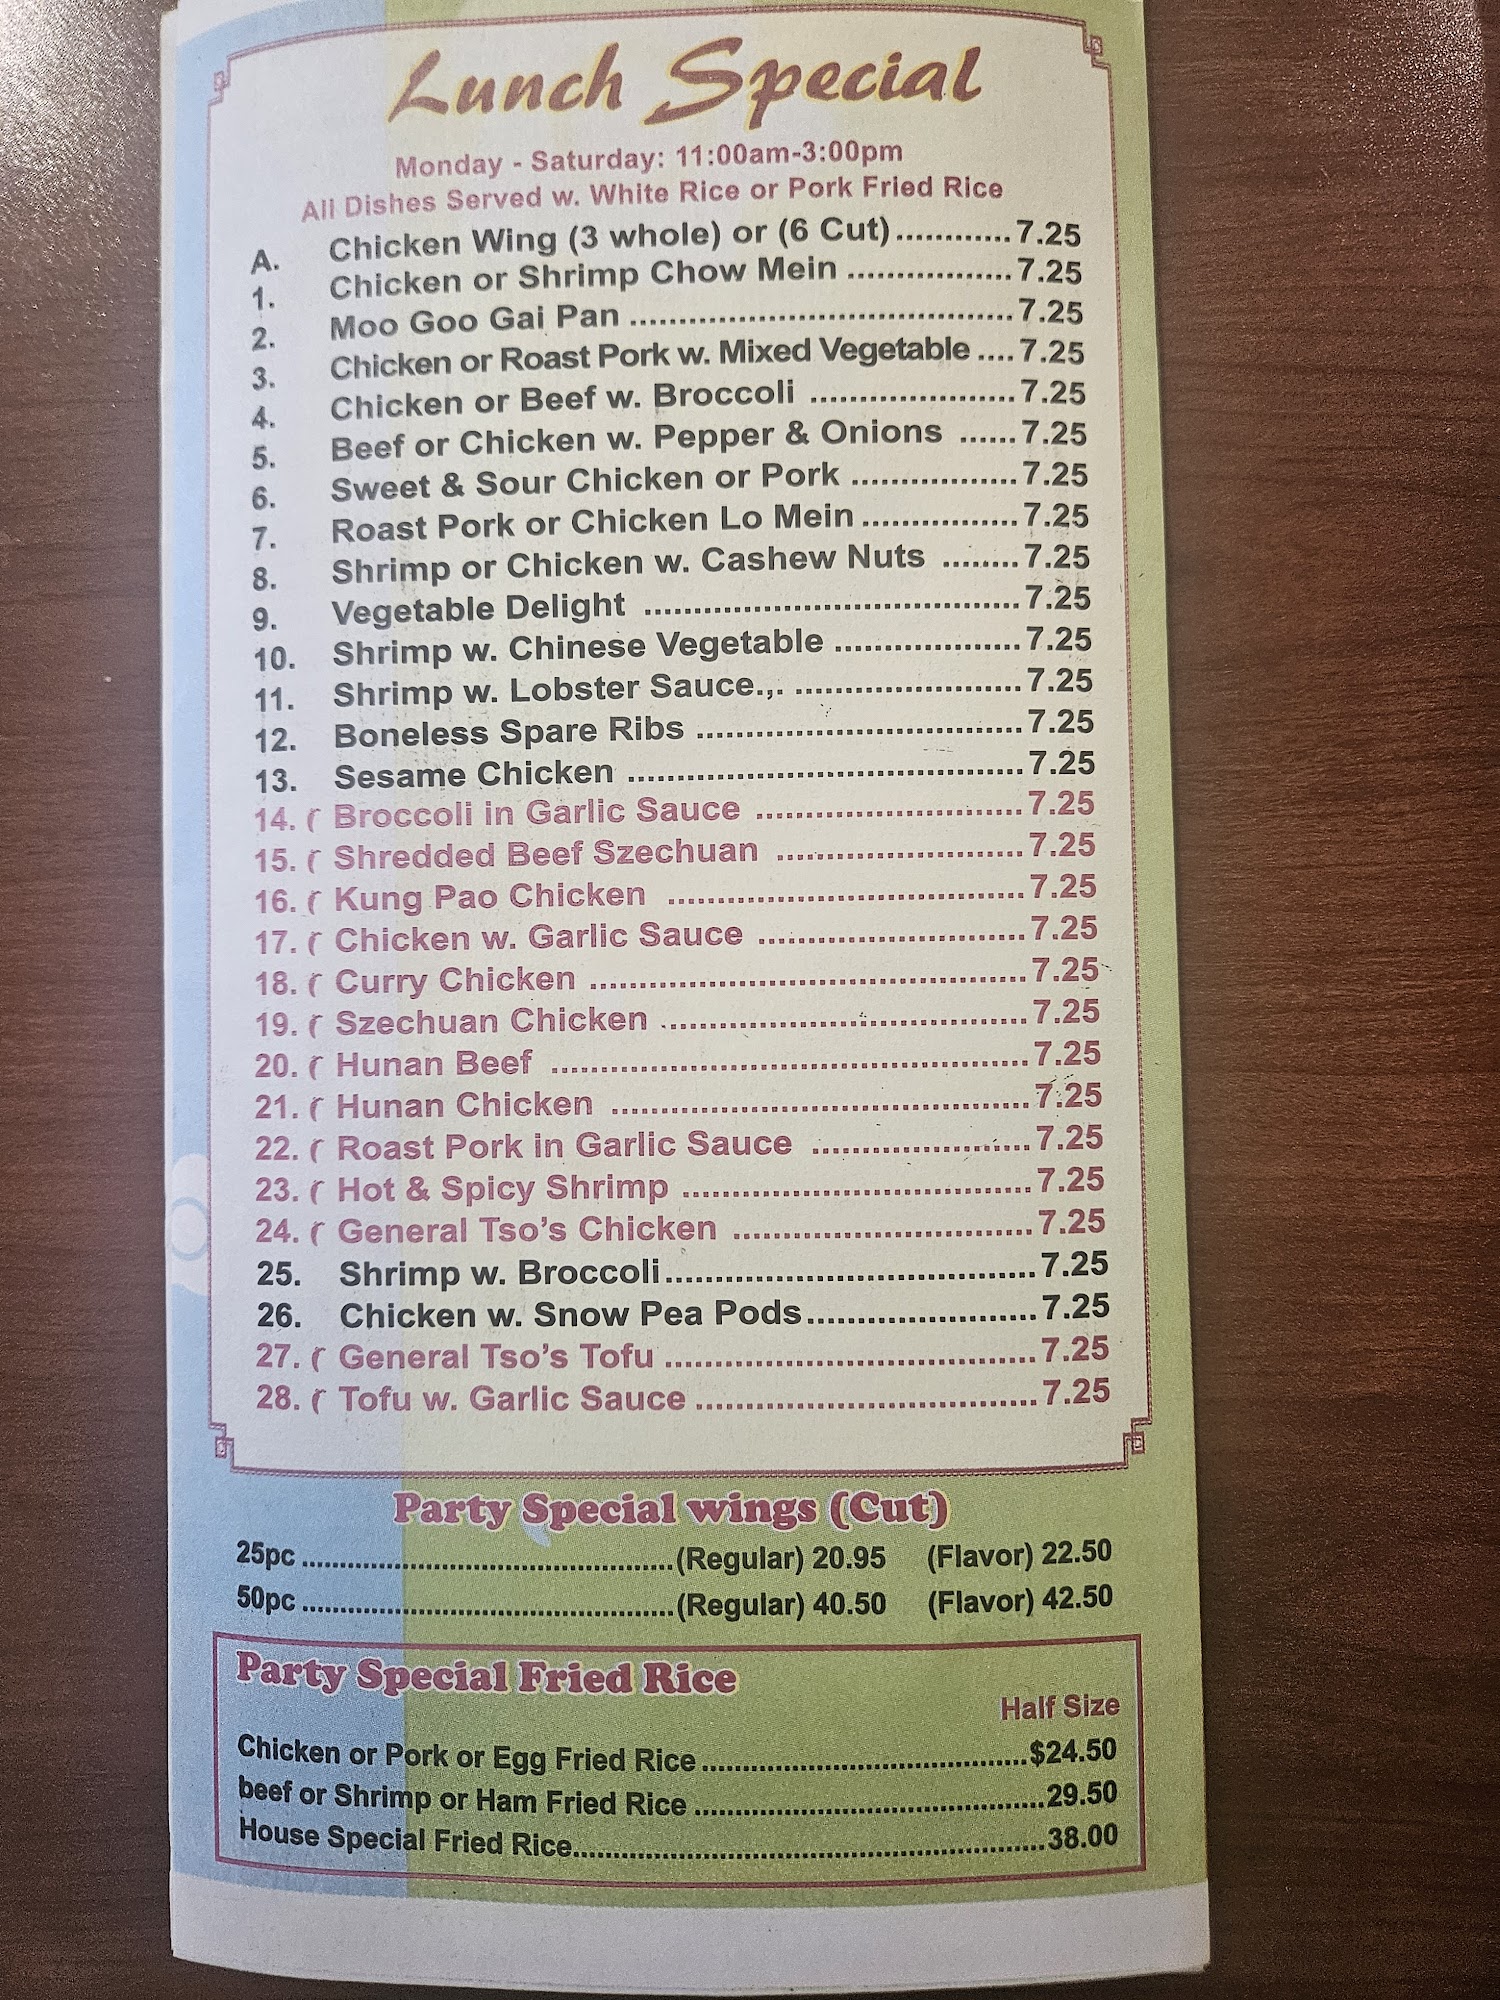 Lunch Special
Monday - Saturday: 11:00am-3:00pm
All Dishes Served w. White Rice or Pork Fried Rice
A. Chicken Wing (3 whole) or (6 Cut)............7.25
1. Chicken or Shrimp Chow Mein .................7.25
2. Moo Goo Gai Pan .......................................7.25
3. Chicken or Roast Pork w. Mixed Vegetable ....7.25
4. Chicken or Beef w. Broccoli .....................7.25
5. Beef or Chicken w. Pepper & Onions ......7.25
6. Sweet & Sour Chicken or Pork .................7.25
7. Roast Pork or Chicken Lo Mein ................7.25
8. Shrimp or Chicken w. Cashew Nuts ........7.25
9. Vegetable Delight ......................................7.25
10. Shrimp w. Chinese Vegetable ...................7.25
11. Shrimp w. Lobster Sauce.,. .......................7.25
12. Boneless Spare Ribs .................................7.25
13. Sesame Chicken ........................................7.25
14. Broccoli in Garlic Sauce ...........................7.25
15. Shredded Beef Szechuan .........................7.25
16. Kung Pao Chicken ....................................7.25
17. Chicken w. Garlic Sauce ...........................7.25
18. Curry Chicken ............................................7.25
19. Szechuan Chicken .....................................7.25
20. Hunan Beef ................................................7.25
21. Hunan Chicken ..........................................7.25
22. Roast Pork in Garlic Sauce ......................7.25
23. Hot & Spicy Shrimp ...................................7.25
24. General Tso's Chicken ..............................7.25
25. Shrimp w. Broccoli.....................................7.25
26. Chicken w. Snow Pea Pods.......................7.25
27. General Tso's Tofu .....................................7.25
28. Tofu w. Garlic Sauce ..................................7.25
Party Special wings (Cut)
25pc ................................................(Regular) 20.95 (Flavor) 22.50
50pc ................................................(Regular) 40.50 (Flavor) 42.50
Party Special Fried Rice
Half Size
Chicken or Pork or Egg Fried Rice ......................................$24.50
beef or Shrimp or Ham Fried Rice .........................................29.50
House Special Fried Rice.......................................................38.00